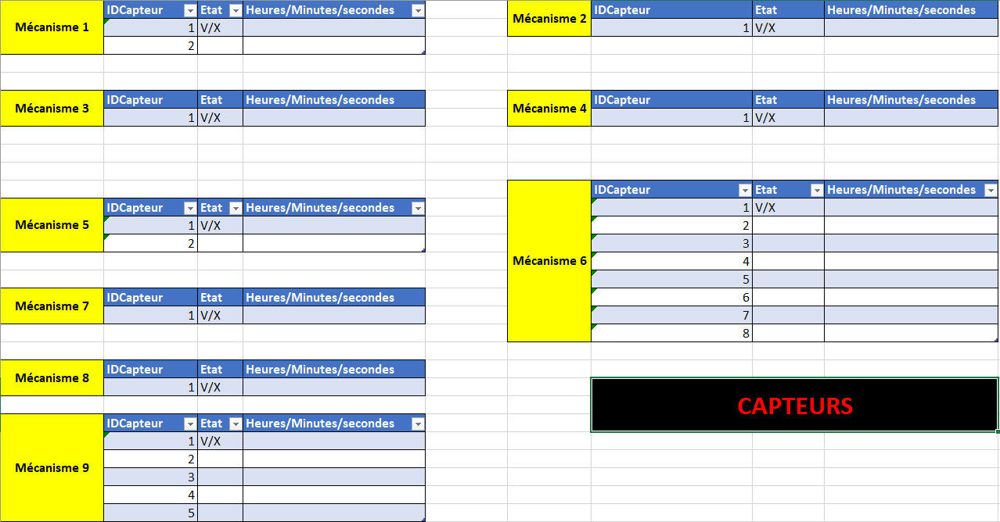 Mécanisme 1
IDCapteur Etat Heures/Minutes/secondes
1 V/X
2
Mécanisme 2
IDCapteur Etat Heures/Minutes/secondes
1 V/X
Mécanisme 3
IDCapteur Etat Heures/Minutes/secondes
1 V/X
Mécanisme 4
IDCapteur Etat Heures/Minutes/secondes
1 V/X
Mécanisme 5
IDCapteur Etat Heures/Minutes/secondes
1 V/X
2
Mécanisme 6
IDCapteur Etat Heures/Minutes/secondes
1 V/X
2
3
4
5
6
7
8
Mécanisme 7
IDCapteur Etat Heures/Minutes/secondes
1 V/X
Mécanisme 8
IDCapteur Etat Heures/Minutes/secondes
1 V/X
CAPTEURS
Mécanisme 9
IDCapteur Etat Heures/Minutes/secondes
1 V/X
2
3
4
5